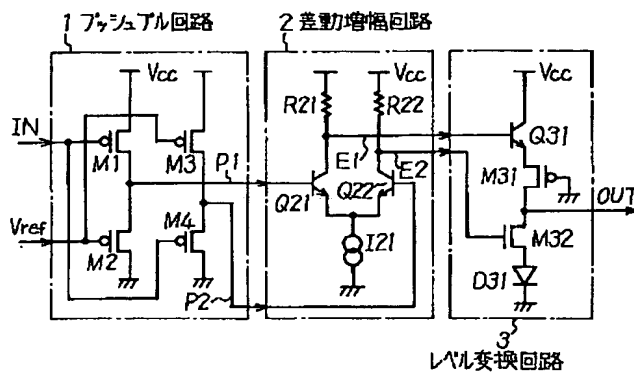 1 プッシュプル回路
2 差動増幅回路
Vcc
Vcc
Vcc
R21
R22
IN
Q31
M1
M3
P1
E1
E2
M31
OUT
Q21
Q22
Vref
M2
M4
I21
M32
D31
P2
3
レベル変換回路